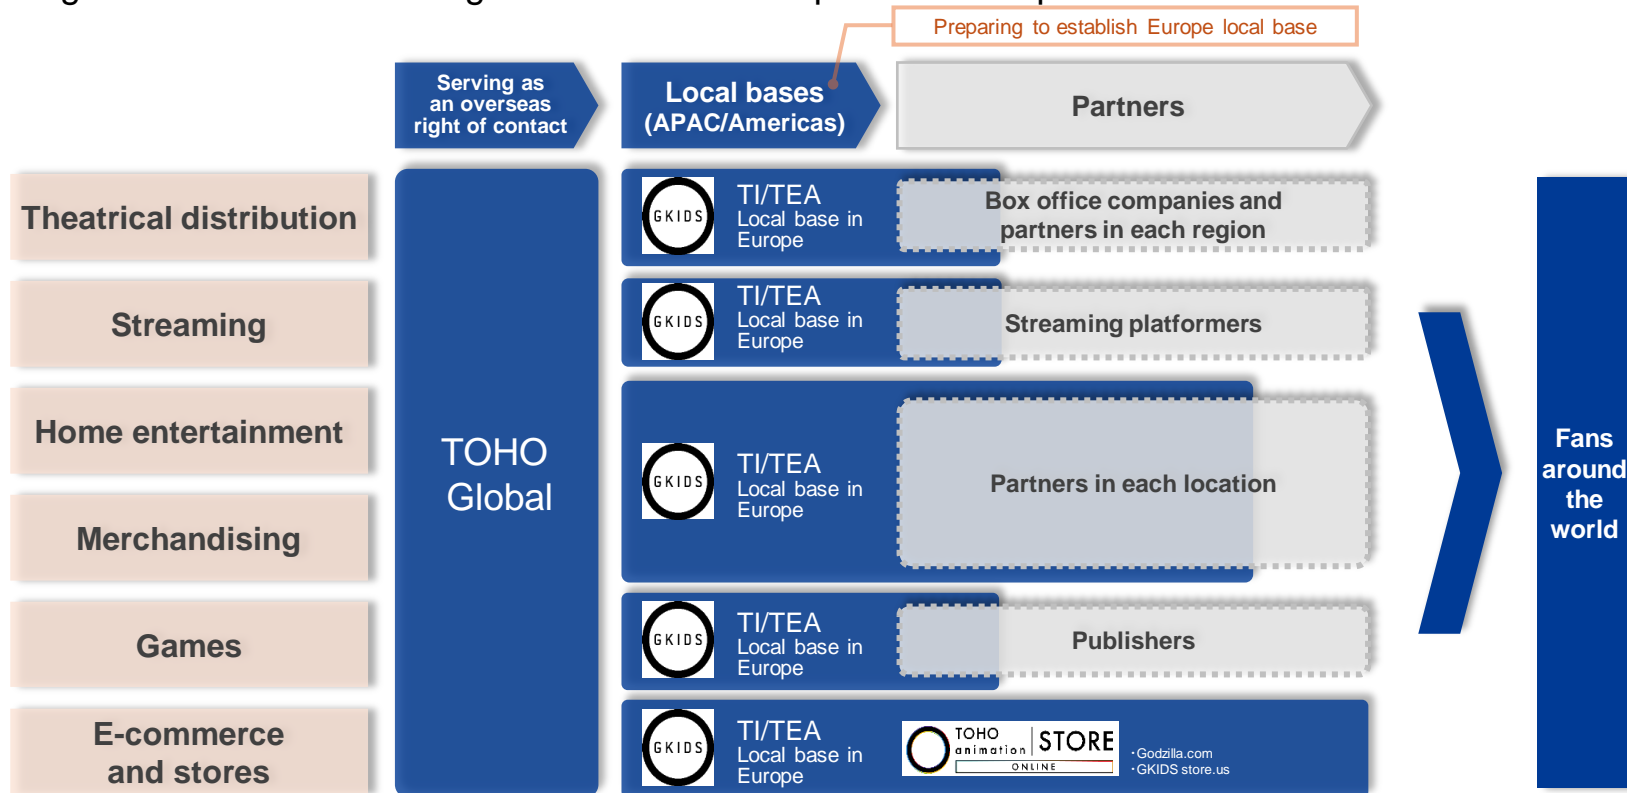 Preparing to establish Europe local base
Serving as
an overseas
right of contact
Local bases
(APAC/Americas)
Partners
Theatrical distribution
Streaming
Home entertainment
Merchandising
Games
E-commerce
and stores
TOHO
Global
GKIDS
TI/TEA
Local base in
Europe
Box office companies and
partners in each region
GKIDS
TI/TEA
Local base in
Europe
Streaming platformers
GKIDS
TI/TEA
Local base in
Europe
Partners in each location
GKIDS
TI/TEA
Local base in
Europe
Publishers
GKIDS
TI/TEA
Local base in
Europe
TOHO
animation
STORE
ONLINE
・Godzilla.com
・GKIDS store.us
Fans
around
the
world